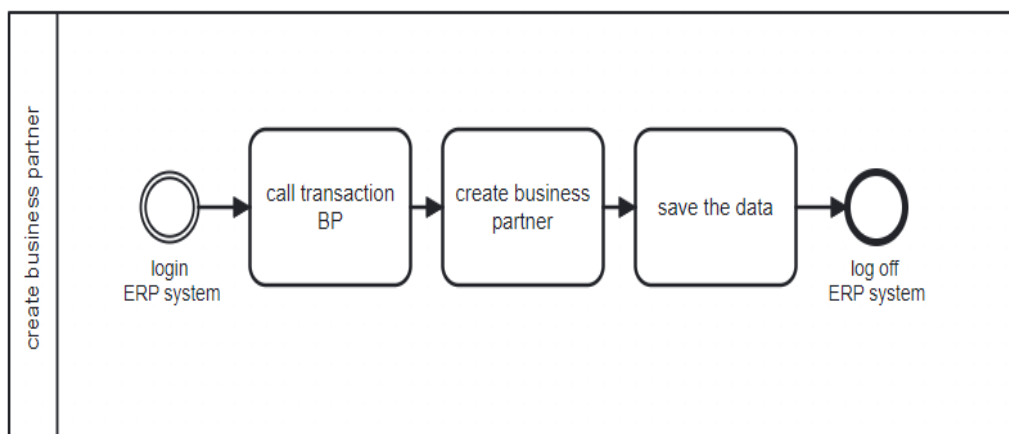 create business partner
login
ERP system
call transaction
BP
create business
partner
save the data
log off
ERP system